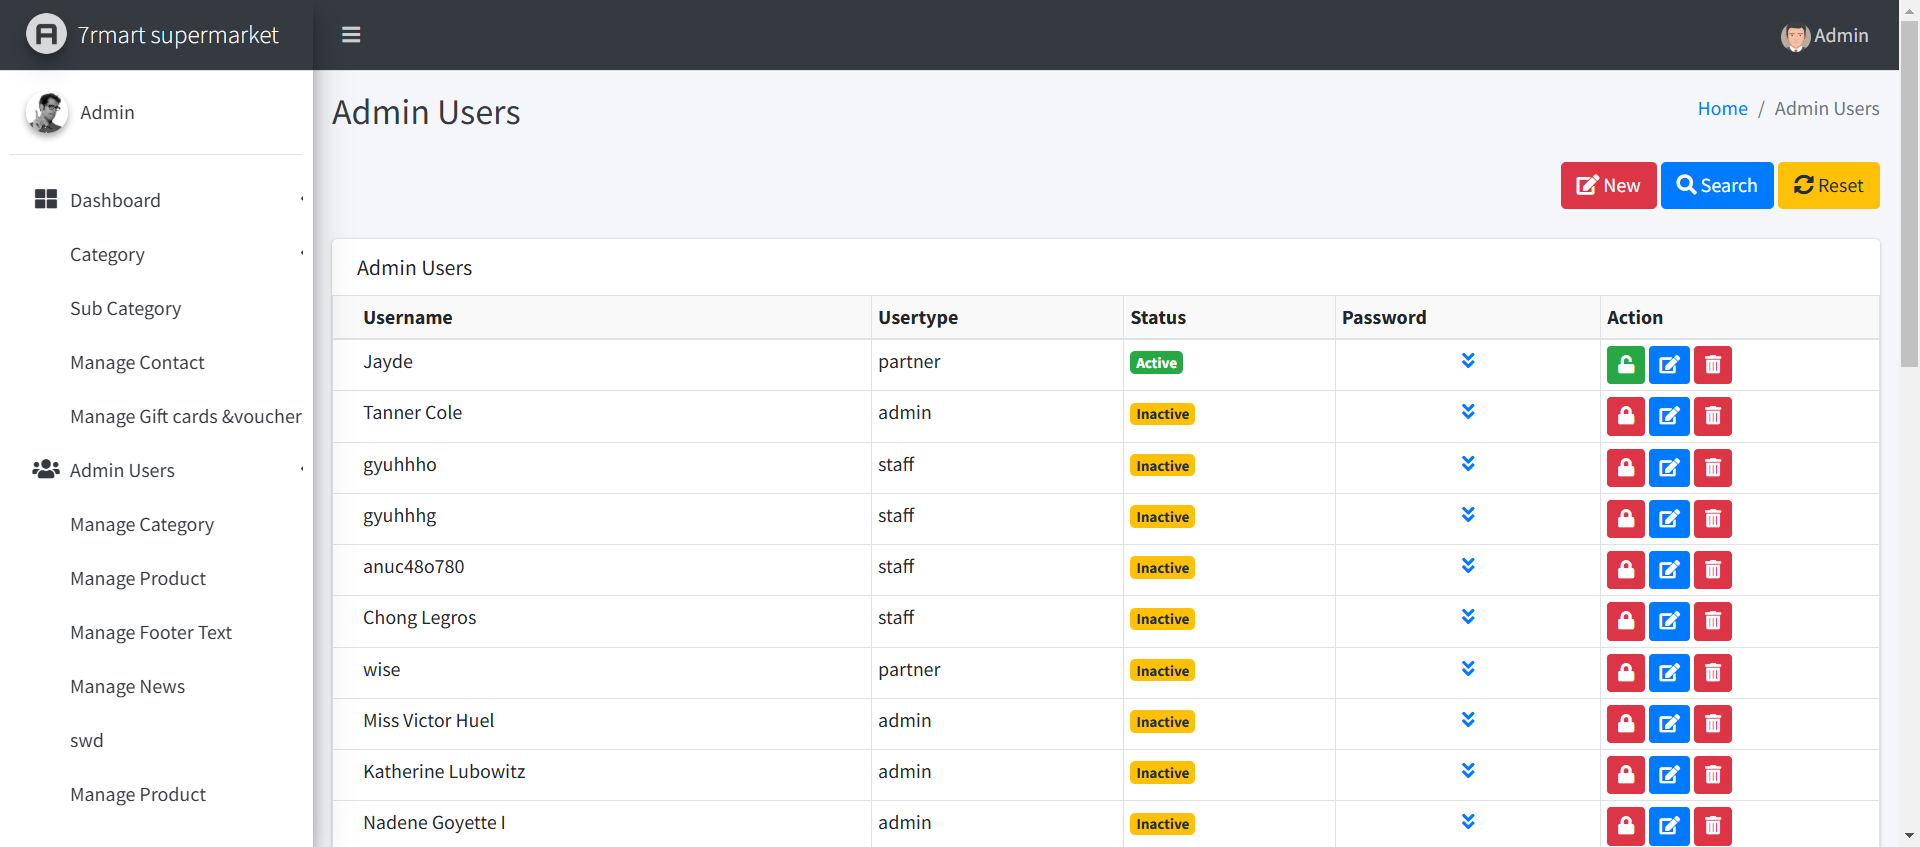 7rmart supermarket
Admin
Admin
Admin Users
Home / Admin Users
Dashboard
Category
Sub Category
Manage Contact
Manage Gift cards &voucher
Admin Users
Manage Category
Manage Product
Manage Footer Text
Manage News
swd
Manage Product
New Search Reset
Admin Users
Username Usertype Status Password Action
Jayde partner Active
Tanner Cole admin Inactive
gyuhhho staff Inactive
gyuhhhg staff Inactive
anuc48o780 staff Inactive
Chong Legros staff Inactive
wise partner Inactive
Miss Victor Huel admin Inactive
Katherine Lubowitz admin Inactive
Nadene Goyette I admin Inactive